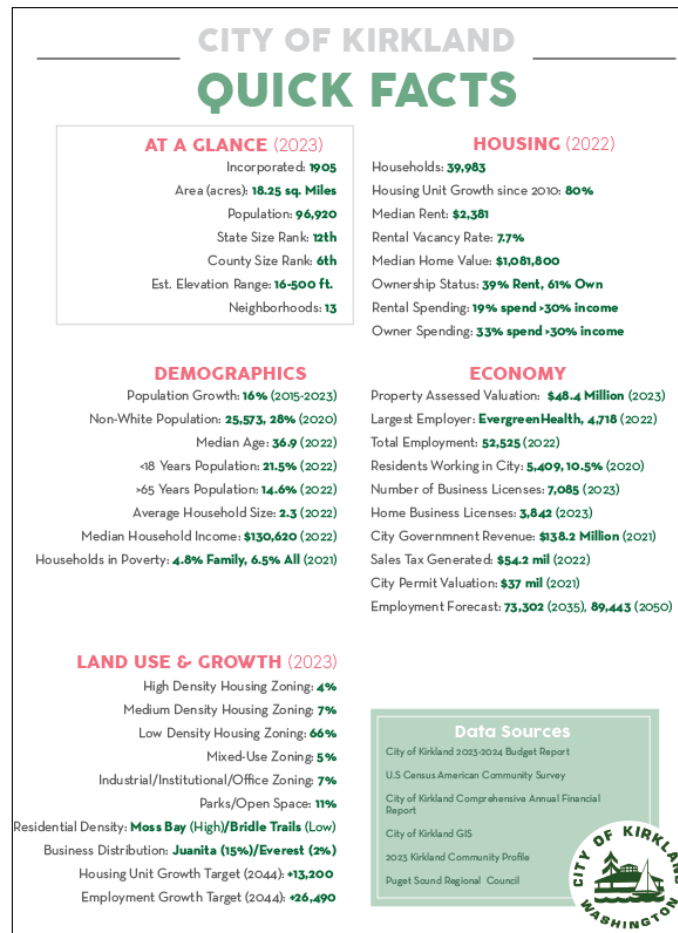 CITY OF KIRKLAND
QUICK FACTS
AT A GLANCE (2023)
Incorporated: 1905
Area (acres): 18.25 sq. Miles
Population: 96,920
State Size Rank: 12th
County Size Rank: 6th
Est. Elevation Range: 16-500 ft.
Neighborhoods: 13
HOUSING (2022)
Households: 39,983
Housing Unit Growth since 2010: 80%
Median Rent: $2,381
Rental Vacancy Rate: 7.7%
Median Home Value: $1,081,800
Ownership Status: 39% Rent, 61% Own
Rental Spending: 19% spend >30% income
Owner Spending: 33% spend >30% income
DEMOGRAPHICS
Population Growth: 16% (2015-2023)
Non-White Population: 25,573, 28% (2020)
Median Age: 36.9 (2022)
<18 Years Population: 21.5% (2022)
>65 Years Population: 14.6% (2022)
Average Household Size: 2.3 (2022)
Median Household Income: $130,620 (2022)
Households in Poverty: 4.8% Family, 6.5% All (2021)
ECONOMY
Property Assessed Valuation: $48.4 Million (2023)
Largest Employer: EvergreenHealth, 4,718 (2022)
Total Employment: 52,525 (2022)
Residents Working in City: 5,409, 10.5% (2020)
Number of Business Licenses: 7,085 (2023)
Home Business Licenses: 3,842 (2023)
City Governmnent Revenue: $138.2 Million (2021)
Sales Tax Generated: $54.2 mil (2022)
City Permit Valuation: $37 mil (2021)
Employment Forecast: 73,302 (2035), 89,443 (2050)
LAND USE & GROWTH (2023)
High Density Housing Zoning: 4%
Medium Density Housing Zoning: 7%
Low Density Housing Zoning: 66%
Mixed-Use Zoning: 5%
Industrial/Institutional/Office Zoning: 7%
Parks/Open Space: 11%
Residential Density: Moss Bay (High)/Bridle Trails (Low)
Business Distribution: Juanita (15%)/Everest (2%)
Housing Unit Growth Target (2044): +13,200
Employment Growth Target (2044): +26,490
Data Sources
City of Kirkland 2023-2024 Budget Report
U.S Census American Community Survey
City of Kirkland Comprehensive Annual Financial
Report
City of Kirkland GIS
2023 Kirkland Community Profile
Puget Sound Regional Council
CITY OF KIRKLAND
WASHINGTON